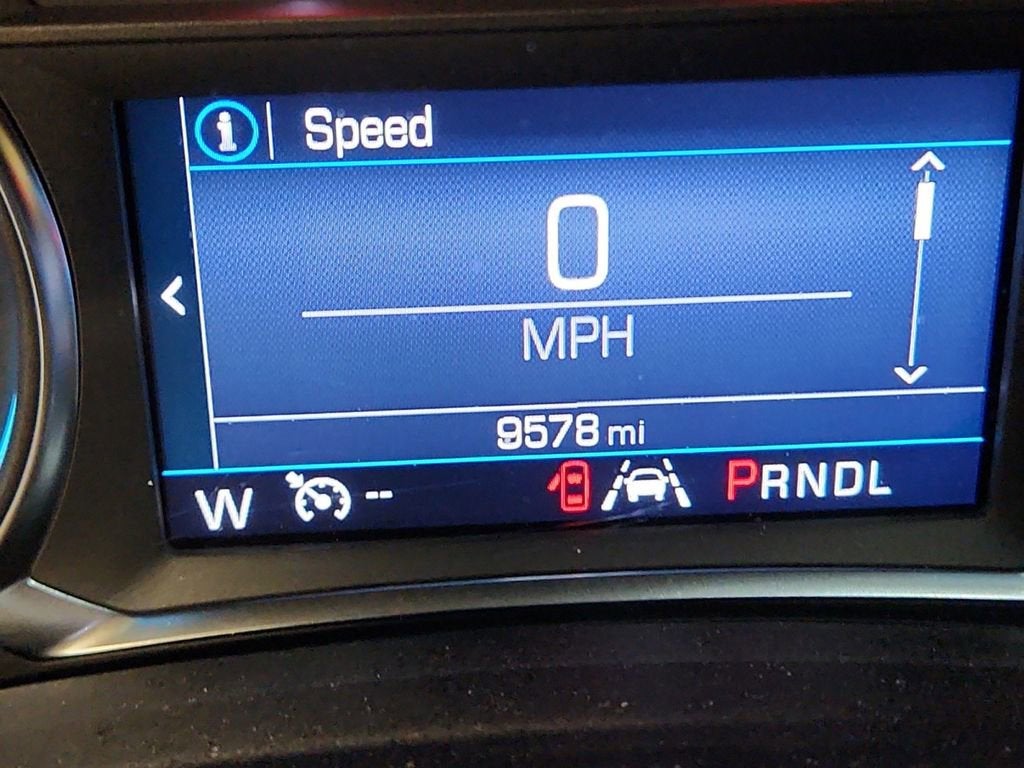 i Speed
0
MPH
9578 mi
W -- PRNDL